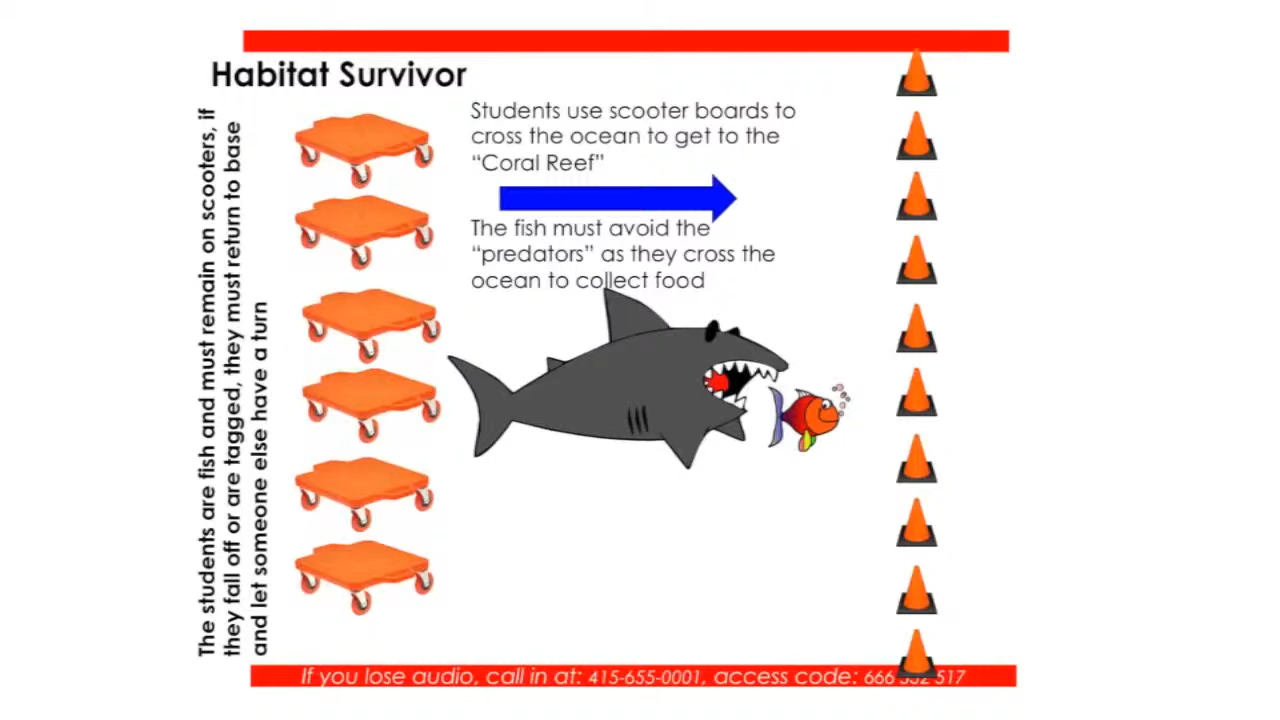 Habitat Survivor
Students use scooter boards to
cross the ocean to get to the
“Coral Reef”
The fish must avoid the
“predators” as they cross the
ocean to collect food
The students are fish and must remain on scooters, if
they fall off or are tagged, they must return to base
and let someone else have a turn
If you lose audio, call in at: 415-655-0001, access code: 666 517